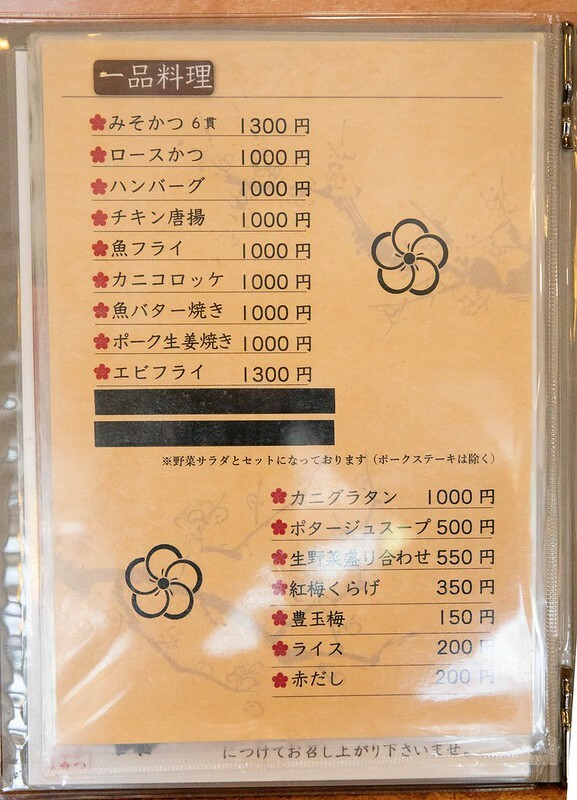 一品料理
みそかつ 6貫 1300円
ロースかつ 1000円
ハンバーグ 1000円
チキン唐揚 1000円
魚フライ 1000円
カニコロッケ 1000円
魚バター焼き 1000円
ポーク生姜焼き 1000円
エビフライ 1300円
※野菜サラダとセットになっております（ポークステーキは除く）
カニグラタン 1000円
ポタージュスープ 500円
生野菜盛り合わせ 550円
紅梅くらげ 350円
豊玉梅 150円
ライス 200円
赤だし 200円
につけてお召し上がり下さいませ。